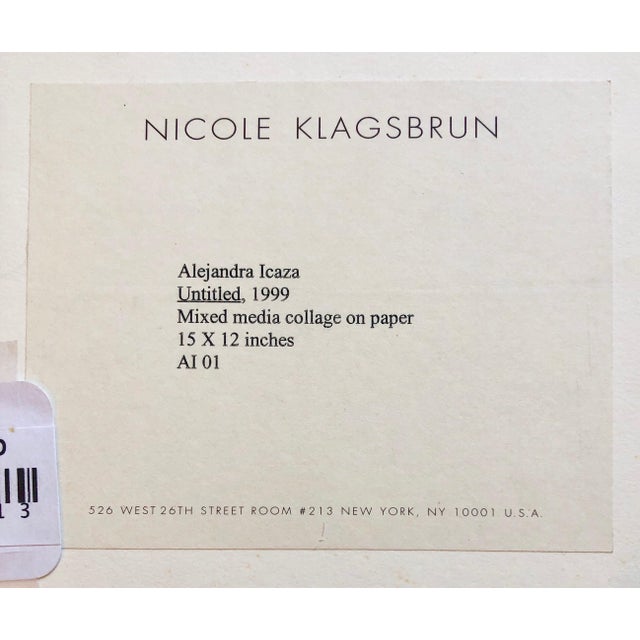 NICOLE KLAGSBRUN
Alejandra Icaza
Untitled, 1999
Mixed media collage on paper
15 X 12 inches
AI 01
526 WEST 26TH STREET ROOM #213 NEW YORK, NY 10001 U.S.A.
13